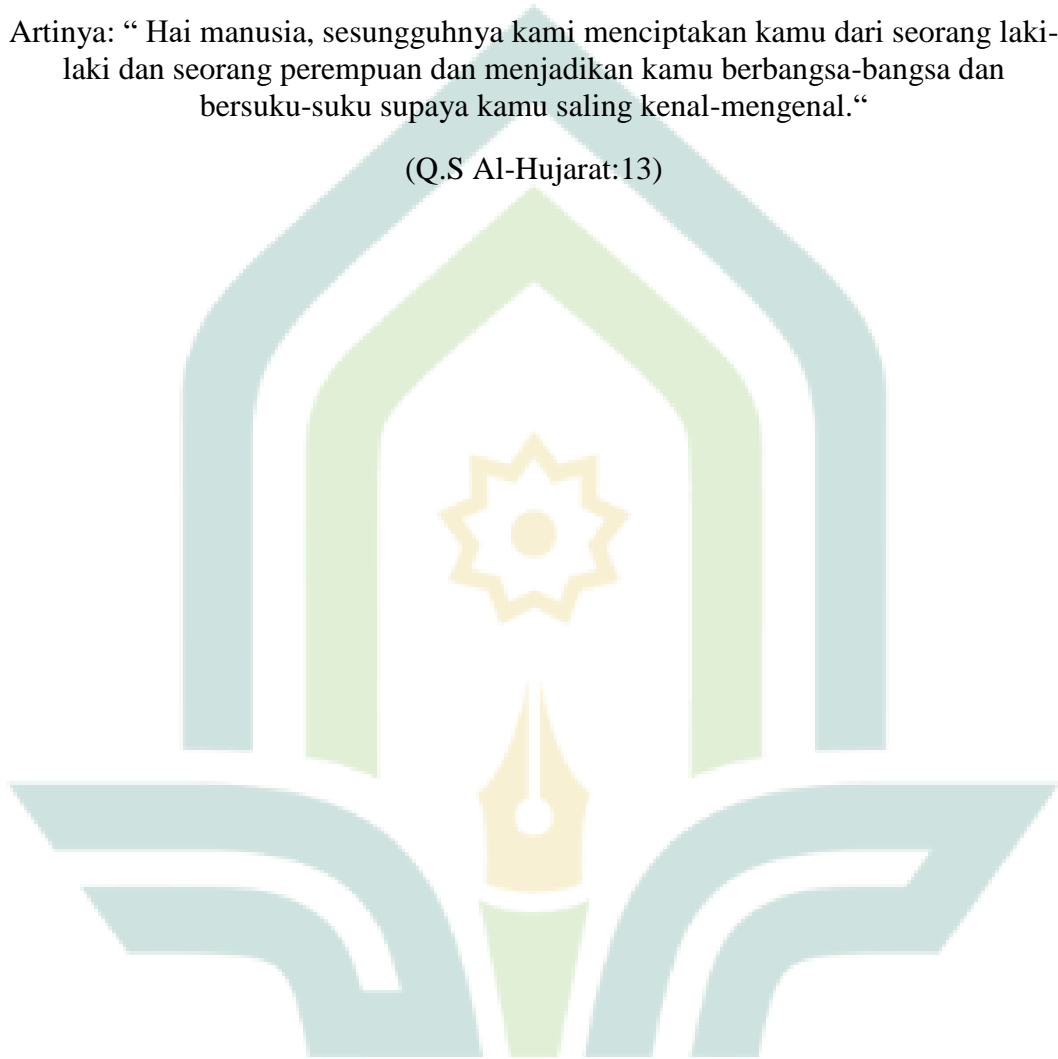 Artinya: “ Hai manusia, sesungguhnya kami menciptakan kamu dari seorang laki-
laki dan seorang perempuan dan menjadikan kamu berbangsa-bangsa dan
bersuku-suku supaya kamu saling kenal-mengenal.“
(Q.S Al-Hujarat:13)